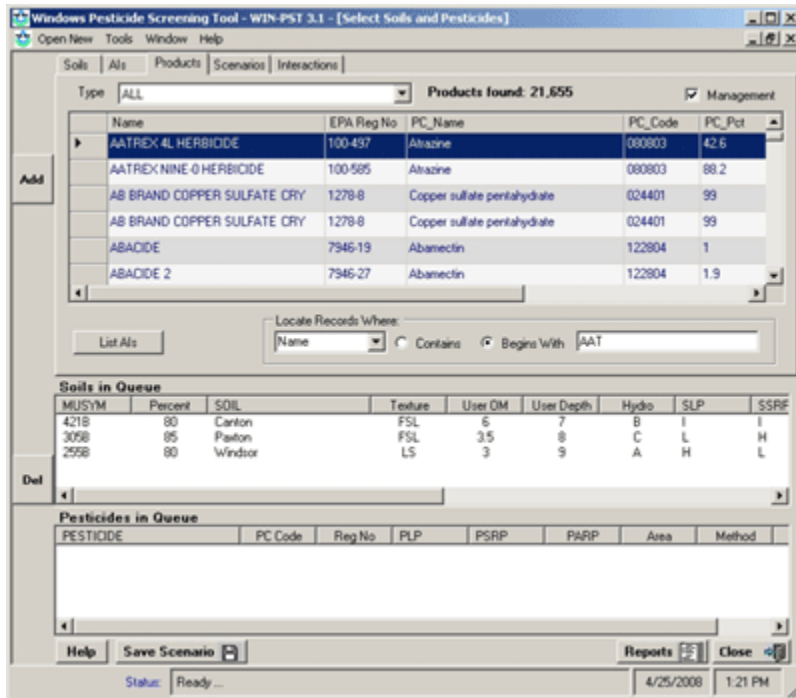 Windows Pesticide Screening Tool - WIN-PST 3.1 - [Select Soils and Pesticides]
Open New Tools Window Help
Soils AIs Products Scenarios Interactions
Type ALL Products found: 21,655 Management
Name EPA Reg No PC_Name PC_Code PC_Pct
AATREX 4L HERBICIDE 100-497 Atrazine 080803 42.6
AATREX NINE-0 HERBICIDE 100-585 Atrazine 080803 88.2
Add
AB BRAND COPPER SULFATE CRY 1278-8 Copper sulfate pentahydrate 024401 99
AB BRAND COPPER SULFATE CRY 1278-8 Copper sulfate pentahydrate 024401 99
ABACIDE 7946-19 Abamectin 122804 1
ABACIDE 2 7946-27 Abamectin 122804 1.9
Locate Records Where:
List AIs Name Contains Begins With AAT
Soils in Queue
MUSYM Percent SOIL Texture User OM User Depth Hydro SLP SSRF
421B 80 Canton FSL 6 7 B I I
305B 85 Paxton FSL 3.5 8 C L H
255B 80 Windsor LS 3 9 A H L
Del
Pesticides in Queue
PESTICIDE PC Code Reg No PLP PSRP PARP Area Method
Help Save Scenario Reports Close
Status: Ready... 4/25/2008 1:21 PM